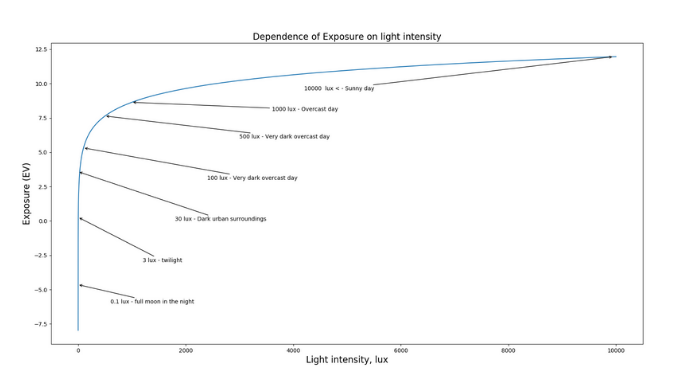 Dependence of Exposure on light intensity
12.5
10.0
7.5
5.0
2.5
0.0
−2.5
−5.0
−7.5
Exposure (EV)
10000 lux < - Sunny day
1000 lux - Overcast day
500 lux - Very dark overcast day
100 lux - Very dark overcast day
30 lux - Dark urban surroundings
3 lux - twilight
0.1 lux - full moon in the night
0
2000
4000
6000
8000
10000
Light intensity, lux